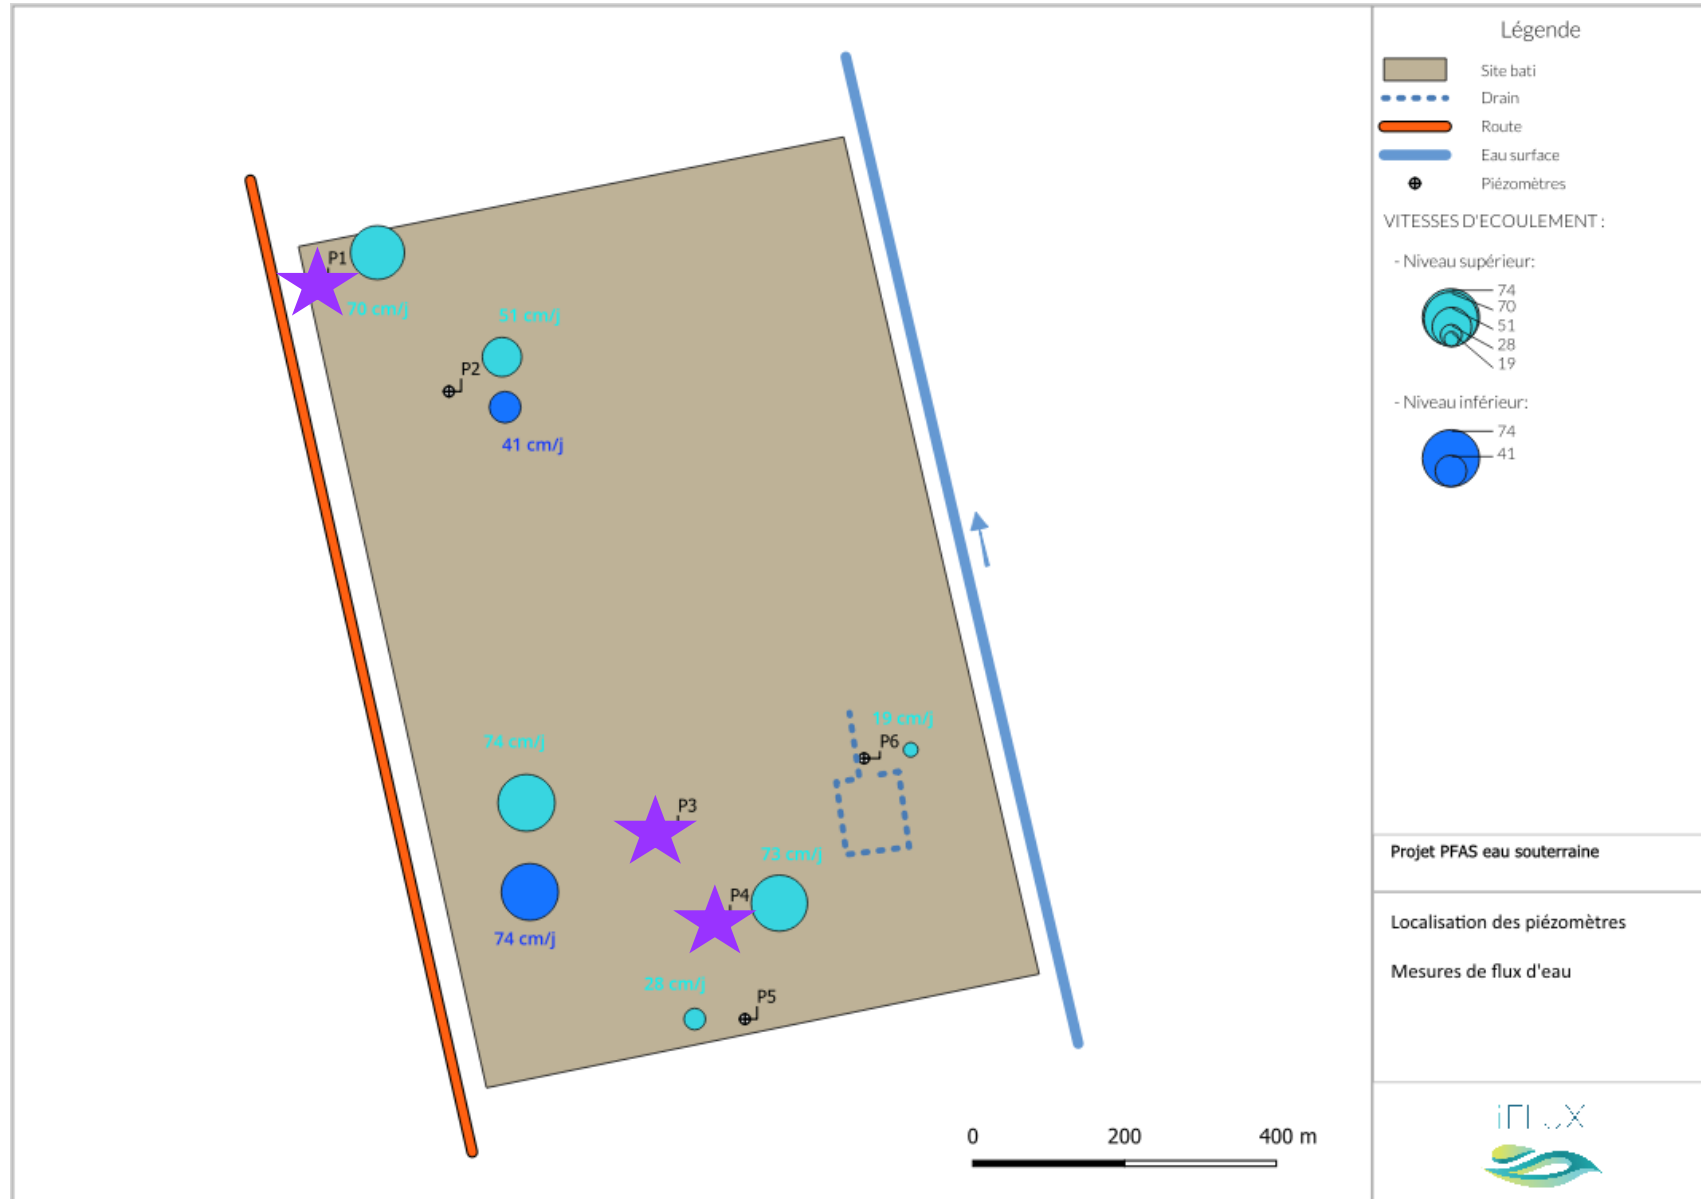 P1
70 cm/j
51 cm/j
P2
41 cm/j
74 cm/j
19 cm/j
P6
P3
73 cm/j
P4
74 cm/j
28 cm/j
P5
0 200 400 m
Légende
Site bati
Drain
Route
Eau surface
Piézomètres
VITESSES D'ECOULEMENT :
- Niveau supérieur:
74
70
51
28
19
- Niveau inférieur:
74
41
Projet PFAS eau souterraine
Localisation des piézomètres
Mesures de flux d'eau
iFLUX